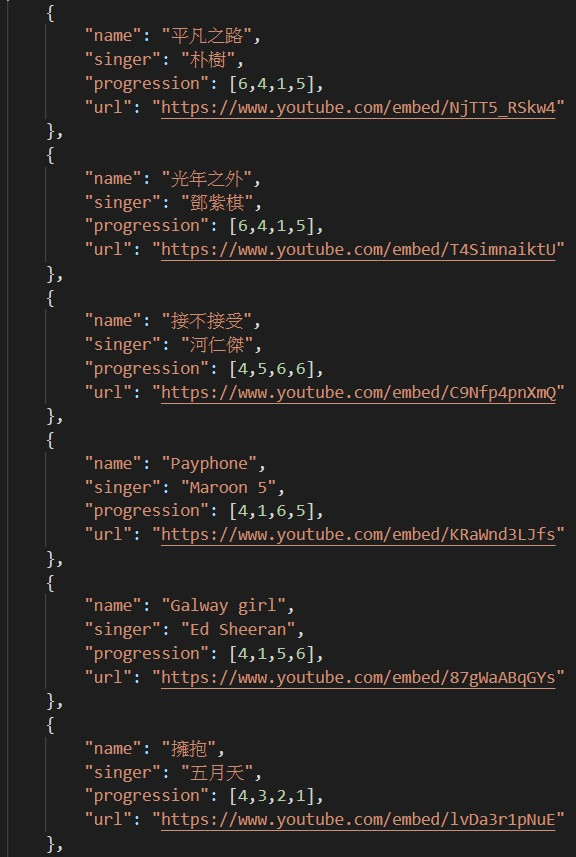 {
"name": "平凡之路",
"singer": "朴樹",
"progression": [6,4,1,5],
"url": "https://www.youtube.com/embed/NjTT5_RSkw4"
},
{
"name": "光年之外",
"singer": "鄧紫棋",
"progression": [6,4,1,5],
"url": "https://www.youtube.com/embed/T4SimnaiktU"
},
{
"name": "接不接受",
"singer": "河仁傑",
"progression": [4,5,6,6],
"url": "https://www.youtube.com/embed/C9Nfp4pnXmQ"
},
{
"name": "Payphone",
"singer": "Maroon 5",
"progression": [4,1,6,5],
"url": "https://www.youtube.com/embed/KRaWnd3LJfs"
},
{
"name": "Galway girl",
"singer": "Ed Sheeran",
"progression": [4,1,5,6],
"url": "https://www.youtube.com/embed/87gWaABqGYs"
},
{
"name": "擁抱",
"singer": "五月天",
"progression": [4,3,2,1],
"url": "https://www.youtube.com/embed/lvDa3r1pNuE"
},